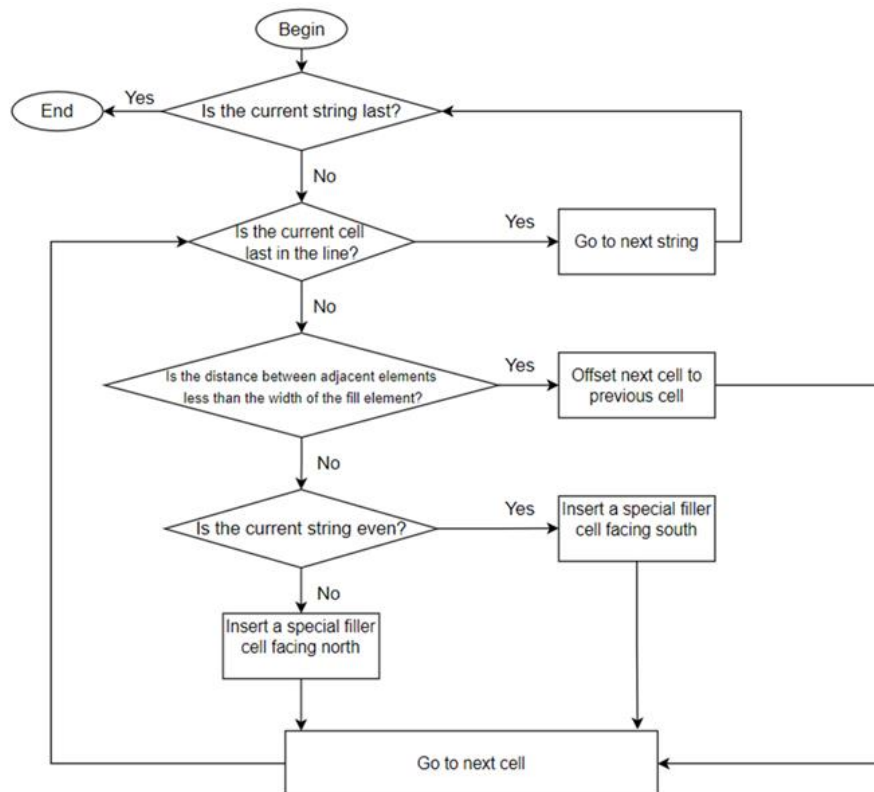 Begin
Is the current string last?
Yes
End
No
Is the current cell
last in the line?
Yes
Go to next string
No
Is the distance between adjacent elements
less than the width of the fill element?
Yes
Offset next cell to
previous cell
No
Is the current string even?
Yes
Insert a special filler
cell facing south
No
Insert a special filler
cell facing north
Go to next cell